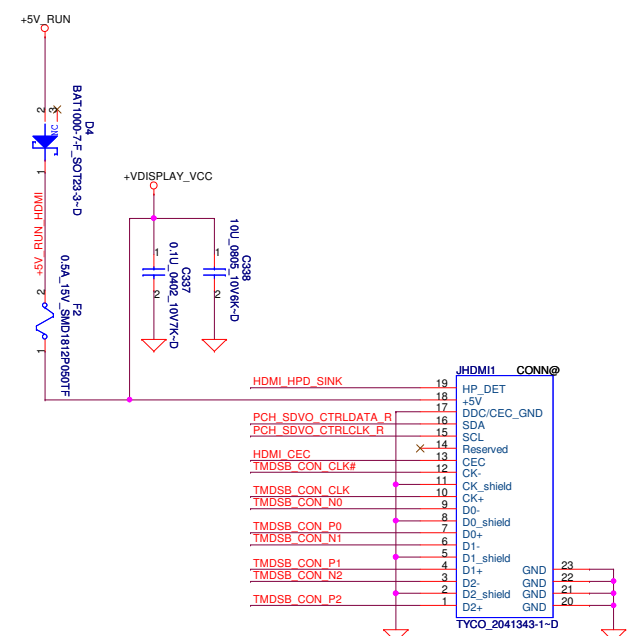 +5V_RUN
2
3
NC
D4
BAT1000-7-F_SOT23-3~D
1
+5V_RUN_HDMI
2
F2
0.5A_15V_SMD1812P050TF
1
+VDISPLAY_VCC
1
2
C337
0.1U_0402_10V7K~D
1
2
C338
10U_0805_10V6K~D
JHDMI1 CONN@
HDMI_HPD_SINK 19 HP_DET
18 +5V
17 DDC/CEC_GND
PCH_SDVO_CTRLDATA_R 16 SDA
PCH_SDVO_CTRLCLK_R 15 SCL
14 Reserved
HDMI_CEC 13 CEC
TMDSB_CON_CLK# 12 CK-
11 CK_shield
TMDSB_CON_CLK 10 CK+
TMDSB_CON_N0 9 D0-
8 D0_shield
TMDSB_CON_P0 7 D0+
TMDSB_CON_N1 6 D1-
5 D1_shield
TMDSB_CON_P1 4 D1+ GND 23
TMDSB_CON_N2 3 D2- GND 22
2 D2_shield GND 21
TMDSB_CON_P2 1 D2+ GND 20
TYCO_2041343-1~D